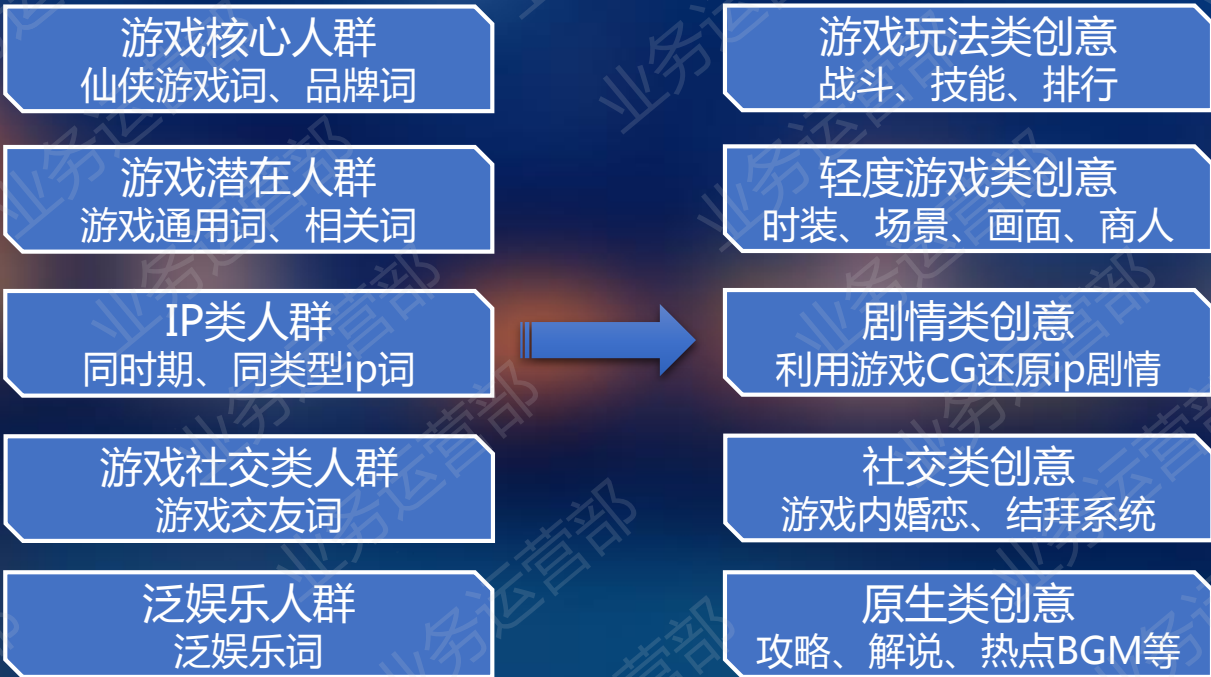 游戏核心人群
仙侠游戏词、品牌词
游戏玩法类创意
战斗、技能、排行
游戏潜在人群
游戏通用词、相关词
轻度游戏类创意
时装、场景、画面、商人
IP类人群
同时期、同类型ip词
剧情类创意
利用游戏CG还原ip剧情
游戏社交类人群
游戏交友词
社交类创意
游戏内婚恋、结拜系统
泛娱乐人群
泛娱乐词
原生类创意
攻略、解说、热点BGM等
业务运营部